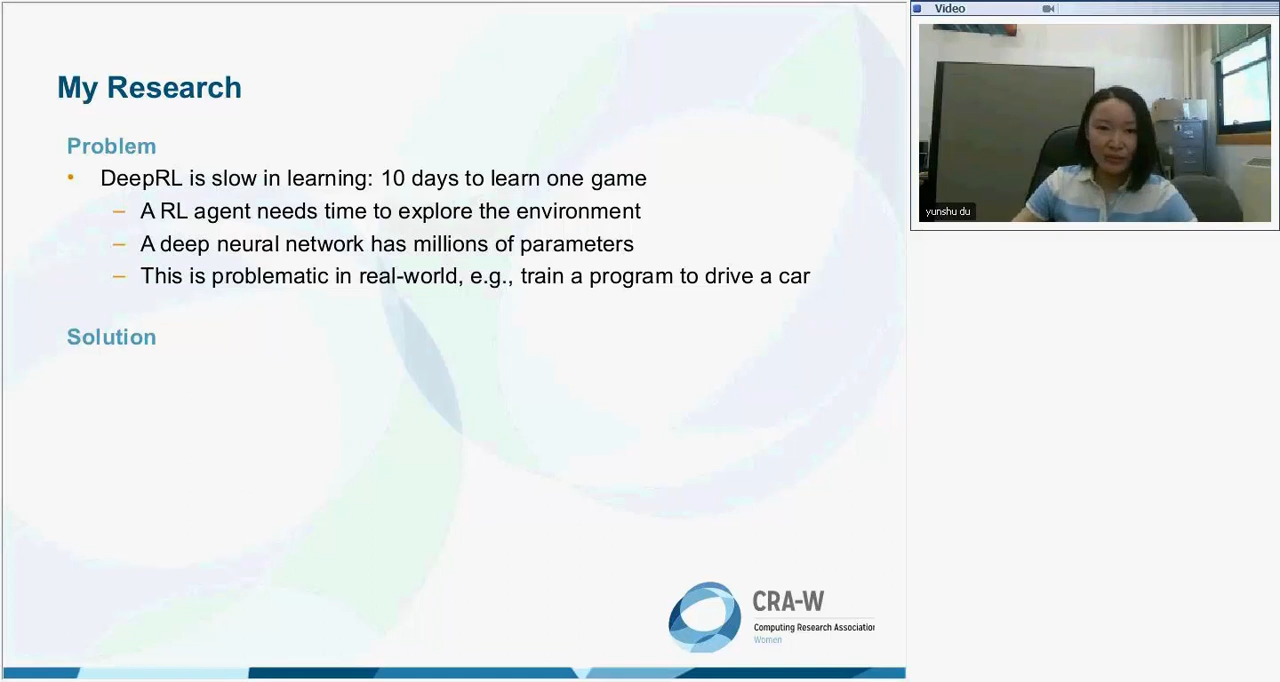 My Research
Problem
• DeepRL is slow in learning: 10 days to learn one game
– A RL agent needs time to explore the environment
– A deep neural network has millions of parameters
– This is problematic in real-world, e.g., train a program to drive a car
Solution
CRA-W
Computing Research Association
Women
Video
yunshu du